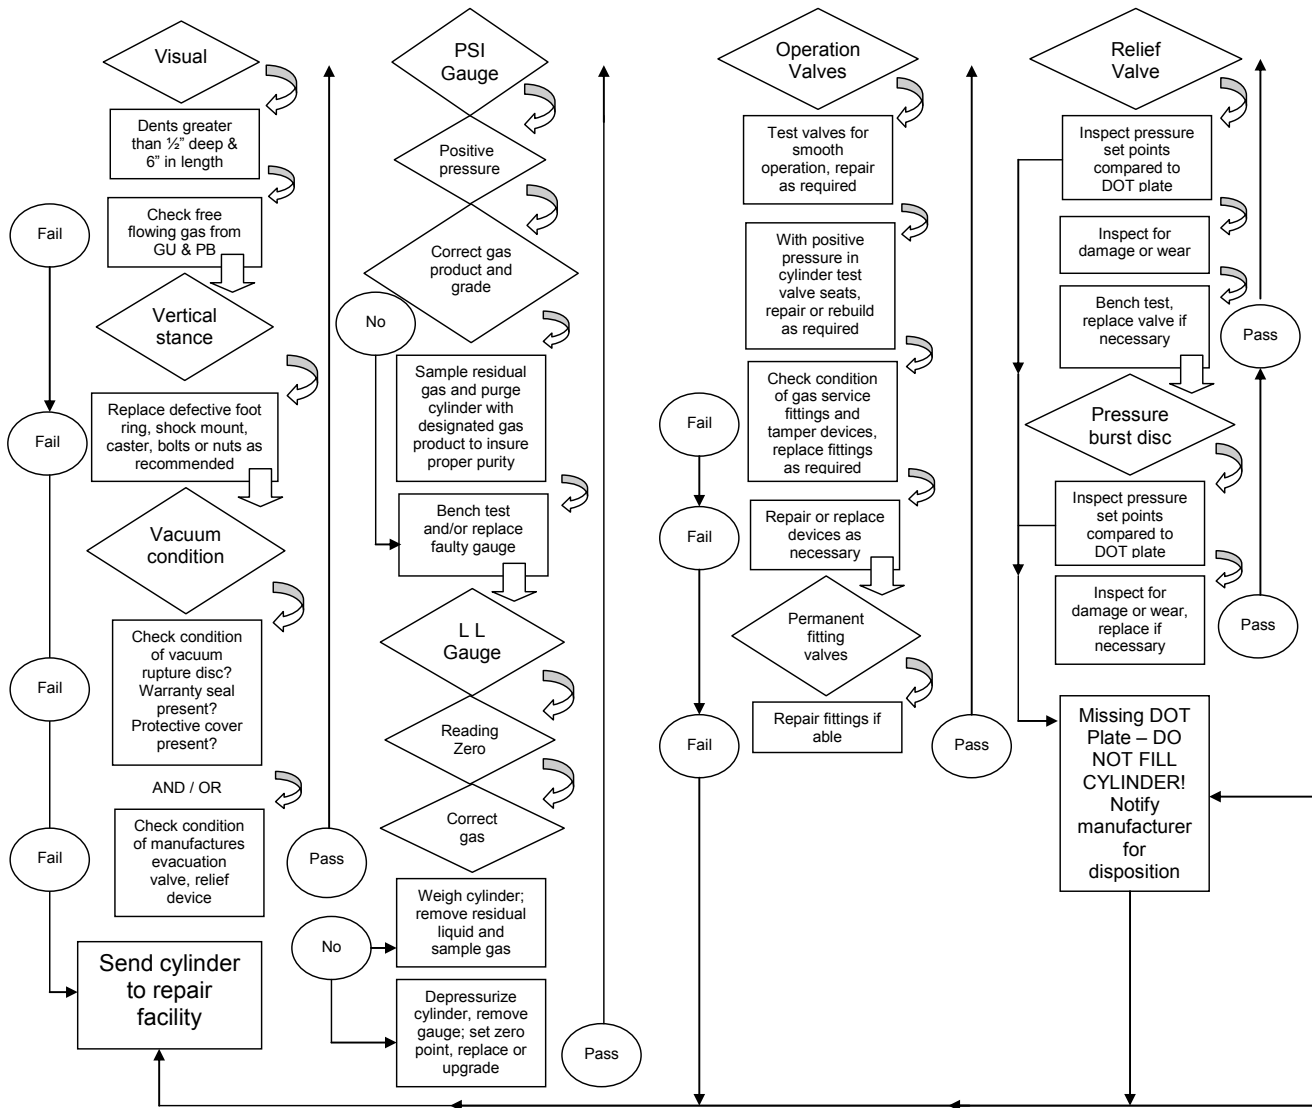 Visual
Dents greater
than ½” deep &
6” in length
Check free
flowing gas from
GU & PB
Fail
Vertical
stance
Fail
Replace defective foot
ring, shock mount,
caster, bolts or nuts as
recommended
Vacuum
condition
Check condition
of vacuum
rupture disc?
Warranty seal
present?
Protective cover
present?
Fail
AND / OR
Check condition
of manufactures
evacuation
valve, relief
device
Fail
Pass
Send cylinder
to repair
facility
PSI
Gauge
Positive
pressure
Correct gas
product and
grade
No
Sample residual
gas and purge
cylinder with
designated gas
product to insure
proper purity
Bench test
and/or replace
faulty gauge
L L
Gauge
Reading
Zero
Correct
gas
Weigh cylinder;
remove residual
liquid and
sample gas
No
Depressurize
cylinder, remove
gauge; set zero
point, replace or
upgrade
Pass
Operation
Valves
Test valves for
smooth
operation, repair
as required
With positive
pressure in
cylinder test
valve seats,
repair or rebuild
as required
Check condition
of gas service
fittings and
tamper devices,
replace fittings
as required
Fail
Repair or replace
devices as
necessary
Fail
Permanent
fitting
valves
Repair fittings if
able
Fail
Pass
Relief
Valve
Inspect pressure
set points
compared to
DOT plate
Inspect for
damage or wear
Bench test,
replace valve if
necessary
Pass
Pressure
burst disc
Inspect pressure
set points
compared to
DOT plate
Inspect for
damage or wear,
replace if
necessary
Pass
Missing DOT
Plate – DO
NOT FILL
CYLINDER!
Notify
manufacturer
for
disposition